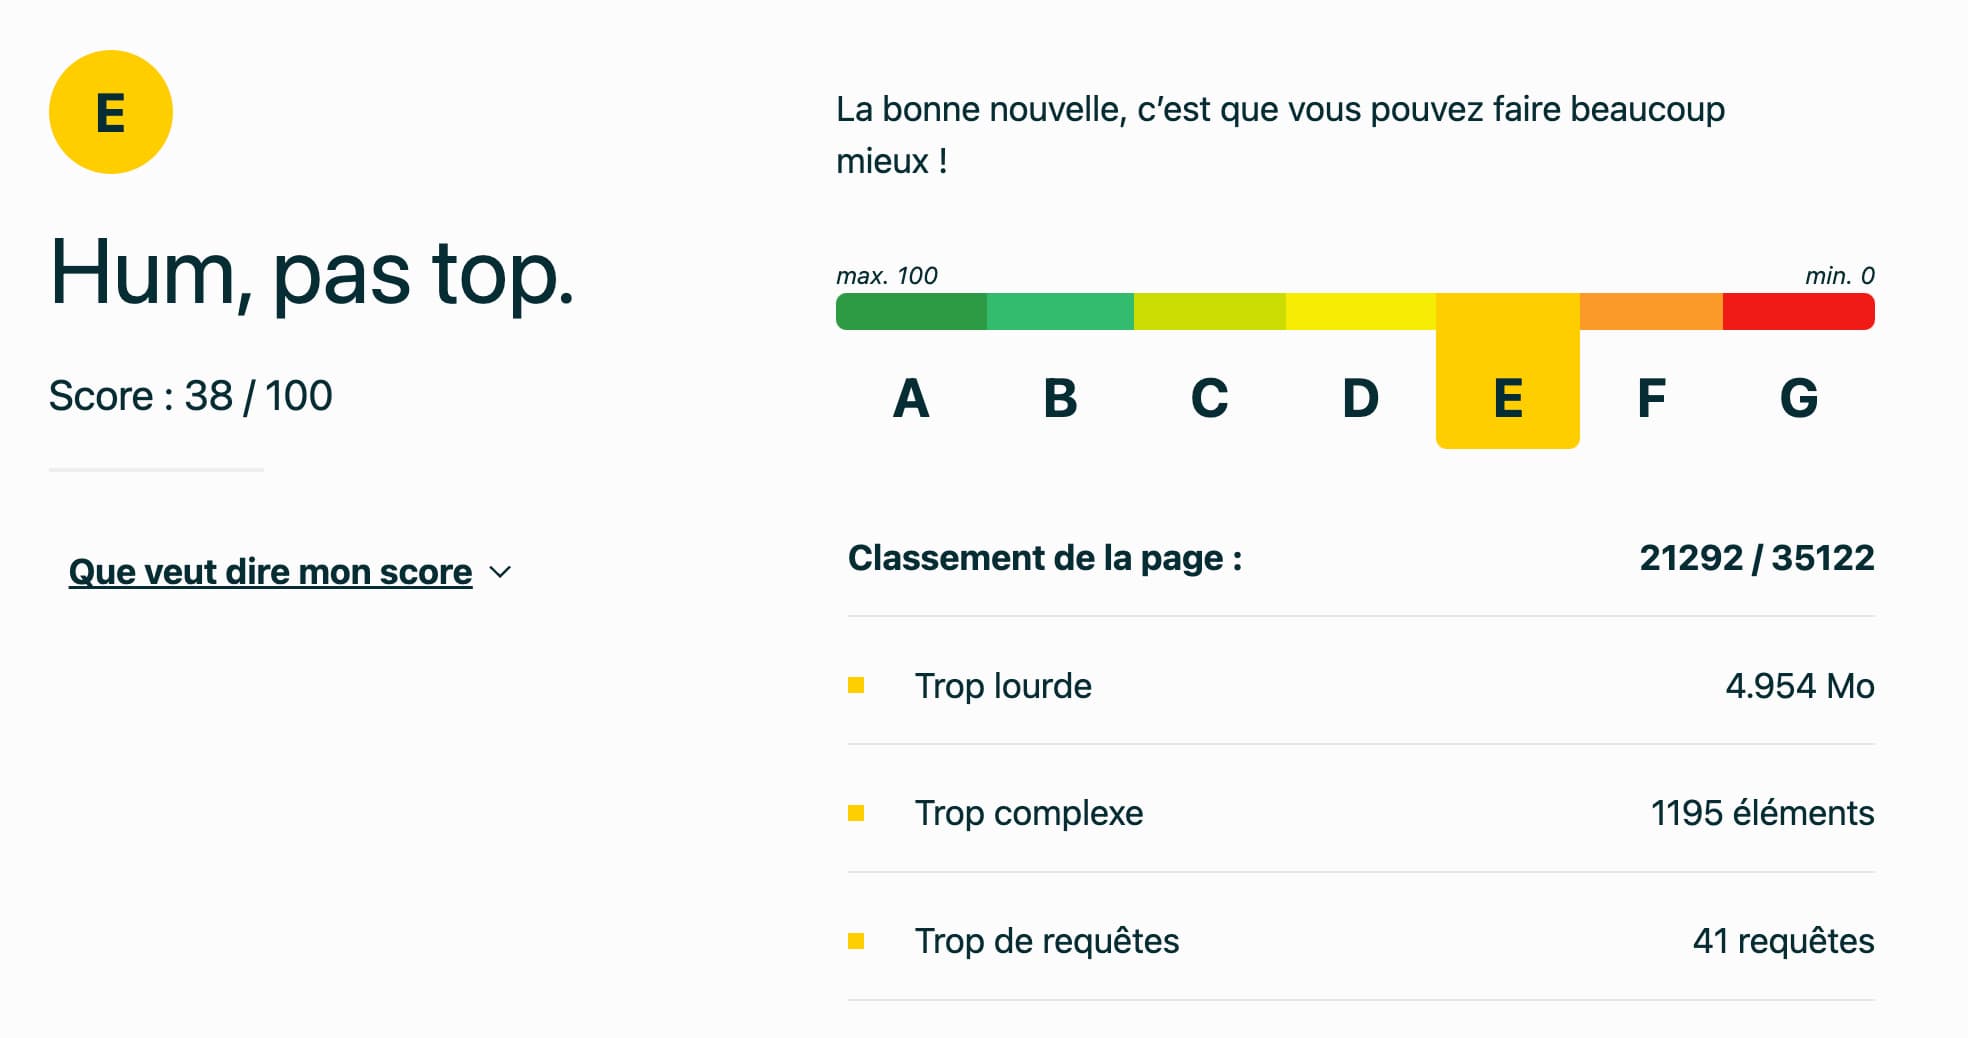 E
Hum, pas top.
Score : 38 / 100
Que veut dire mon score
La bonne nouvelle, c’est que vous pouvez faire beaucoup
mieux !
max. 100 min. 0
A B C D E F G
Classement de la page : 21292 / 35122
Trop lourde 4.954 Mo
Trop complexe 1195 éléments
Trop de requêtes 41 requêtes